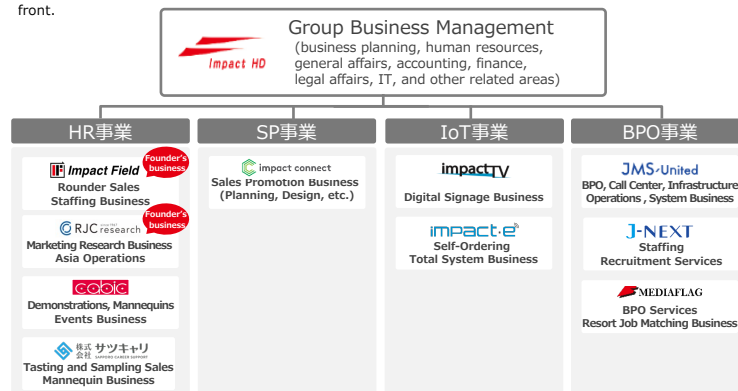 front.
Impact HD
Group Business Management
(business planning, human resources,
general affairs, accounting, finance,
legal affairs, IT, and other related areas)
HR事業
Impact Field
Founder's
business
Rounder Sales
Staffing Business
RJC research
Founder's
business
Marketing Research Business
Asia Operations
cobic
Demonstrations, Mannequins
Events Business
株式
会社 サツキャリ
SAPPORO CAREER SUPPORT
Tasting and Sampling Sales
Mannequin Business
SP事業
impact connect
Sales Promotion Business
(Planning, Design, etc.)
IoT事業
impactTV
Digital Signage Business
impact·e
Self-Ordering
Total System Business
BPO事業
JMS-United
BPO, Call Center, Infrastructure
Operations , System Business
J-NEXT
Staffing
Recruitment Services
MEDIAFLAG
BPO Services
Resort Job Matching Business